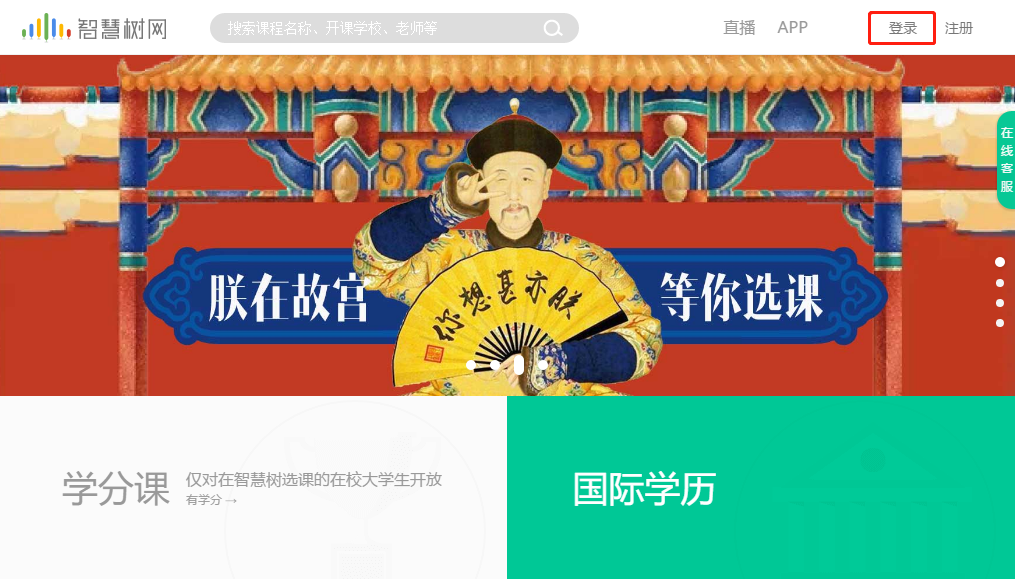 智慧树网
搜索课程名称、开课学校、老师等
直播
APP
登录
注册
在线客服
朕在故宫
等你选课
朕亦甚想你
学分课
仅对在智慧树选课的在校大学生开放
有学分→
国际学历